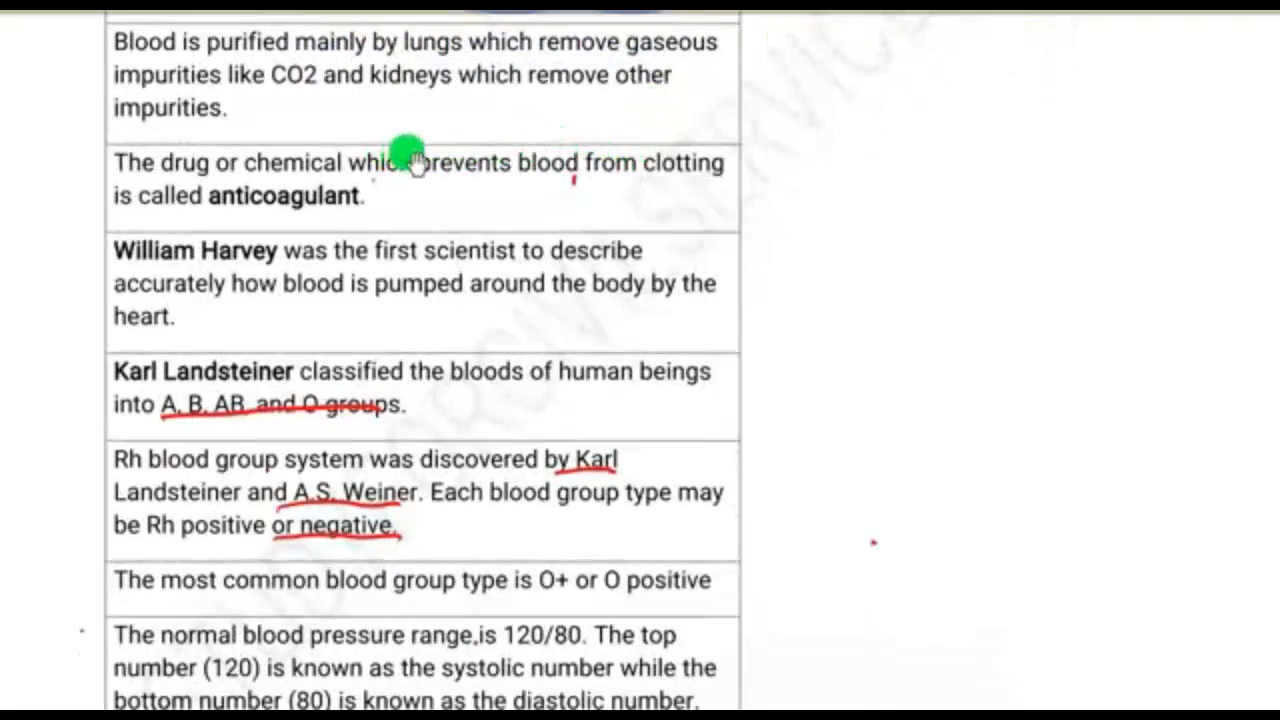 Blood is purified mainly by lungs which remove gaseous
impurities like CO2 and kidneys which remove other
impurities.
The drug or chemical which prevents blood from clotting
is called anticoagulant.
William Harvey was the first scientist to describe
accurately how blood is pumped around the body by the
heart.
Karl Landsteiner classified the bloods of human beings
into A, B, AB, and O groups.
Rh blood group system was discovered by Karl
Landsteiner and A.S. Weiner. Each blood group type may
be Rh positive or negative.
The most common blood group type is O+ or O positive
The normal blood pressure range,is 120/80. The top
number (120) is known as the systolic number while the
bottom number (80) is known as the diastolic number.